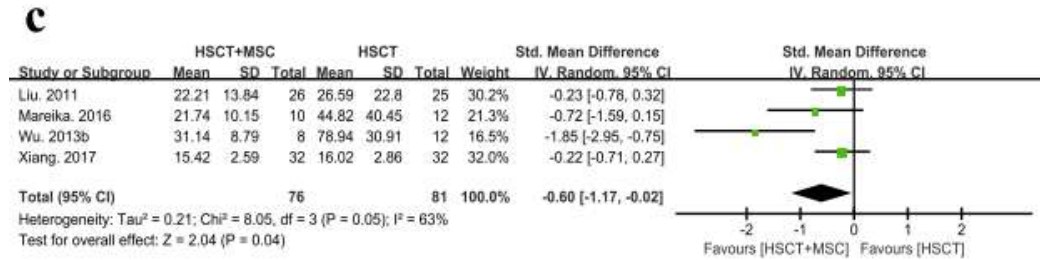 c
HSCT+MSC HSCT Std. Mean Difference Std. Mean Difference
Study or Subgroup Mean SD Total Mean SD Total Weight IV. Random. 95% CI IV. Random. 95% CI
Liu. 2011 22.21 13.84 26 26.59 22.8 25 30.2% -0.23 [-0.78, 0.32]
Mareika. 2016 21.74 10.15 10 44.82 40.45 12 21.3% -0.72 [-1.59, 0.15]
Wu. 2013b 31.14 8.79 8 78.94 30.91 12 16.5% -1.85 [-2.95, -0.75]
Xiang. 2017 15.42 2.59 32 16.02 2.86 32 32.0% -0.22 [-0.71, 0.27]
Total (95% CI) 76 81 100.0% -0.60 [-1.17, -0.02]
Heterogeneity: Tau² = 0.21; Chi² = 8.05, df = 3 (P = 0.05); I² = 63%
Test for overall effect: Z = 2.04 (P = 0.04)
-2 -1 0 1 2
Favours [HSCT+MSC] Favours [HSCT]